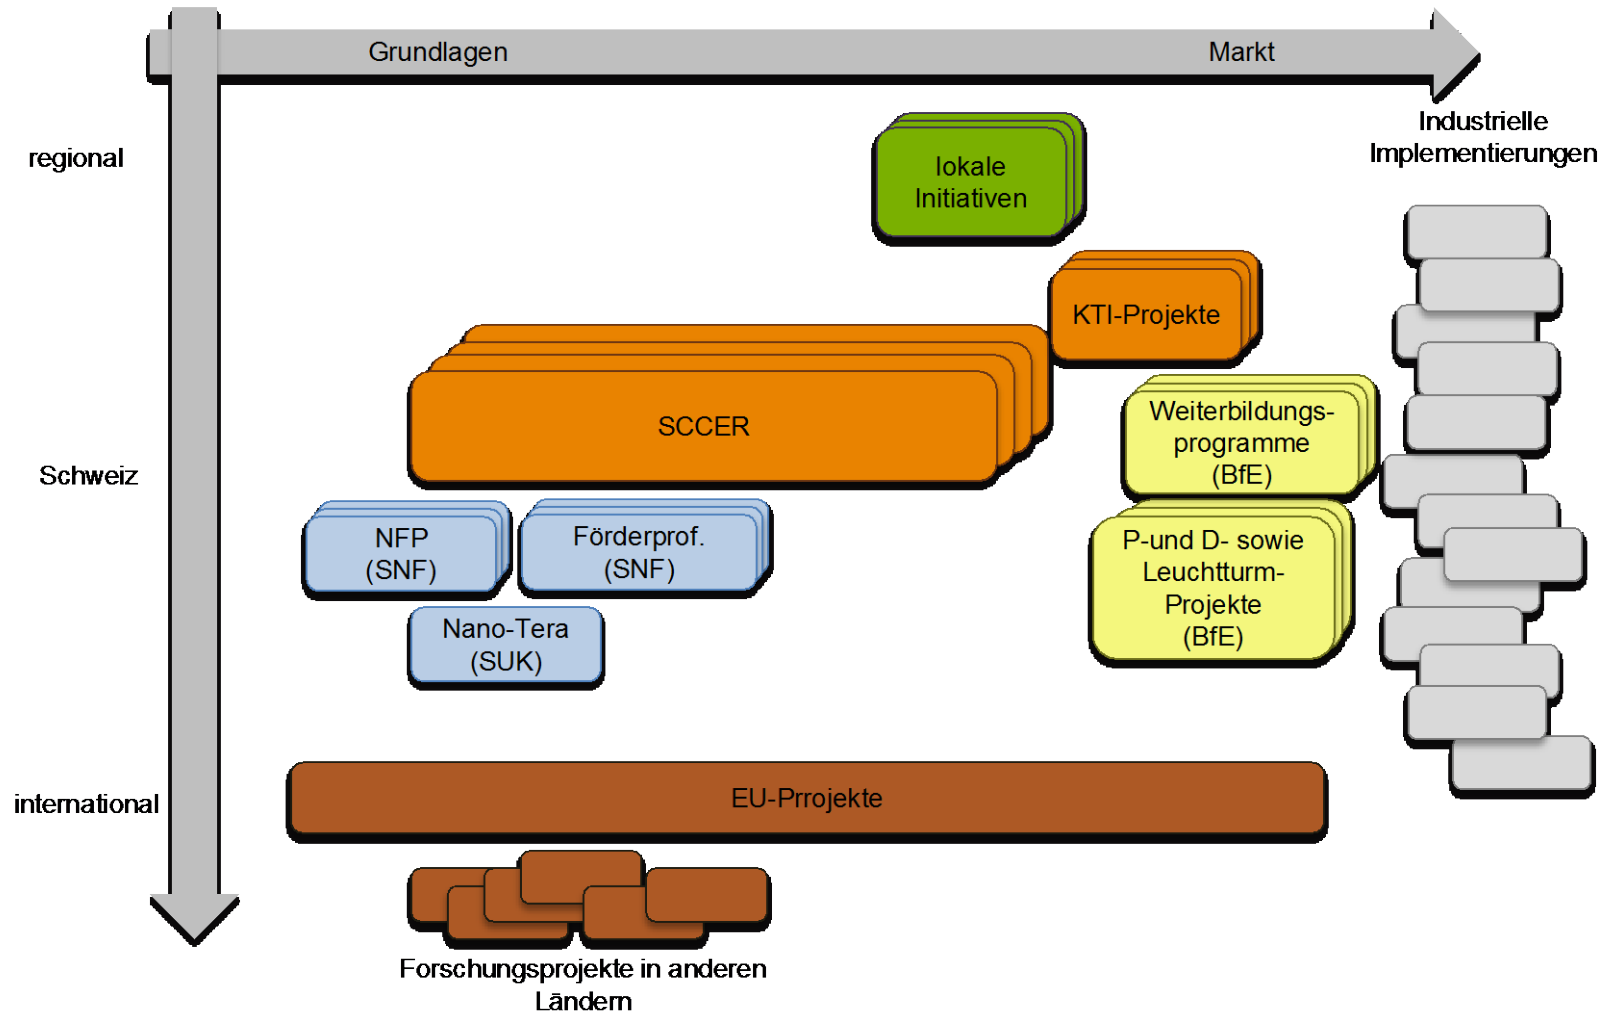 Grundlagen
Markt
Industrielle
Implementierungen
regional
lokale
Initiativen
KTI-Projekte
SCCER
Weiterbildungs-
programme
(BfE)
Schweiz
NFP
(SNF)
Förderprof.
(SNF)
P-und D- sowie
Leuchtturm-
Projekte
(BfE)
Nano-Tera
(SUK)
international
EU-Prrojekte
Forschungsprojekte in anderen
Ländern